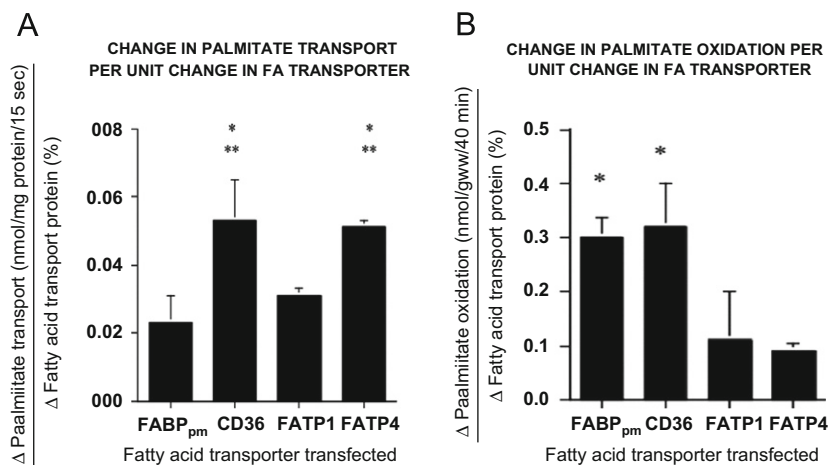 A
CHANGE IN PALMITATE TRANSPORT
PER UNIT CHANGE IN FA TRANSPORTER
Δ Paalmiitate transport (nmol/mg protein/15 sec)
Δ Fatty acid transport protein (%)
008
0.06
0.04
0.02
000
*
**
*
**
FABPpm CD36 FATP1 FATP4
Fatty acid transporter transfected
B
CHANGE IN PALMITATE OXIDATION PER
UNIT CHANGE IN FA TRANSPORTER
Δ Paalmiitate oxidation (nmol/gww/40 min)
Δ Fatty acid transport protein (%)
0.5
0.4
0.3
0.2
0.1
0.0
*
*
FABPpm CD36 FATP1 FATP4
Fatty acid transporter transfected